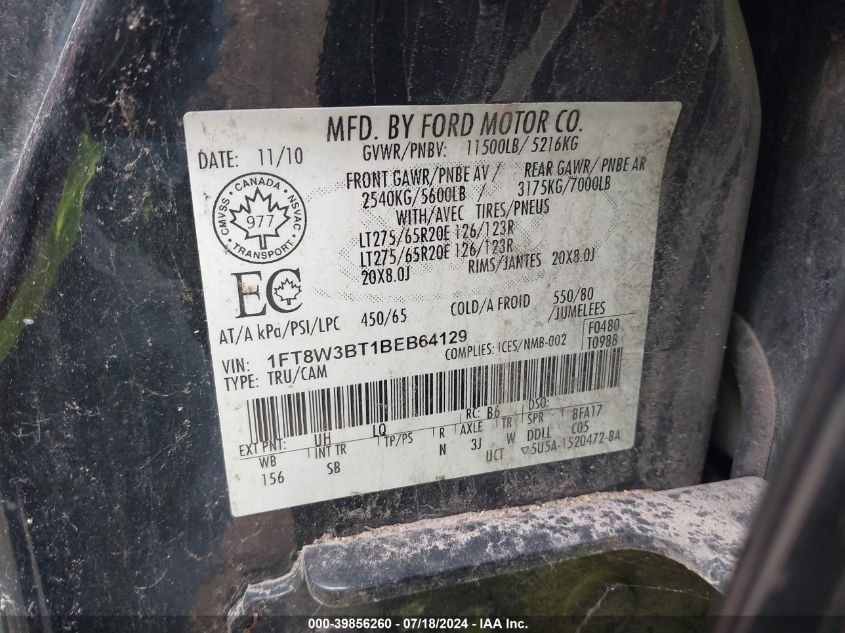 MFD. BY FORD MOTOR CO.
DATE: 11/10
GVWR/PNBV: 11500LB/ 5216KG
FRONT GAWR/PNBE AV / REAR GAWR/ PNBE AR
2540KG/5600LB 3175KG/7000LB
WITH/AVEC TIRES/PNEUS
LT275/65R20E 126/123R
LT275/65R20E 126/123R
20X8.0J RIMS/JANTES 20X8.0J
CANADA
CMVSS NSVAC
977
TRANSPORT
EC
AT/A kPa/PSI/LPC 450/65 COLD/A FROID 550/80
/JUMELEES
VIN: 1FT8W3BT1BEB64129
COMPLIES: ICES/NMB-002
F0480
T0988
TYPE: TRU/CAM
RC: B6 DSO:
EXT PNT: UH LQ
WB INT TR TP/PS R AXLE TR SPR BFA17
156 SB N 3J W DDLL C05
UCT 5U5A-1520472-BA
000-39856260 - 07/18/2024 - IAA Inc.